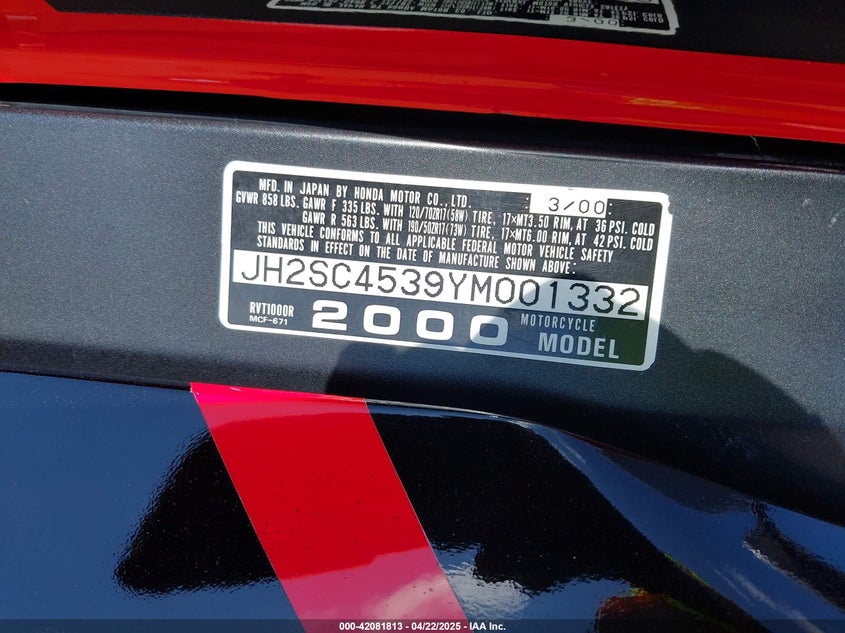 3/00
MFD. IN JAPAN BY HONDA MOTOR CO., LTD. 3/00
GVWR 858 LBS. GAWR F 335 LBS. WITH 120/70ZR17(58W) TIRE, 17×MT3.50 RIM, AT 36 PSI. COLD
GAWR R 563 LBS. WITH 190/50ZR17(73W) TIRE, 17×MT6.00 RIM, AT 42 PSI. COLD
THIS VEHICLE CONFORMS TO ALL APPLICABLE FEDERAL MOTOR VEHICLE SAFETY
STANDARDS IN EFFECT ON THE DATE OF MANUFACTURE SHOWN ABOVE:
JH2SC4539YM001332
RVT1000R 2000 MOTORCYCLE
MCF-671 MODEL
000-42081813 - 04/22/2025 - IAA Inc.